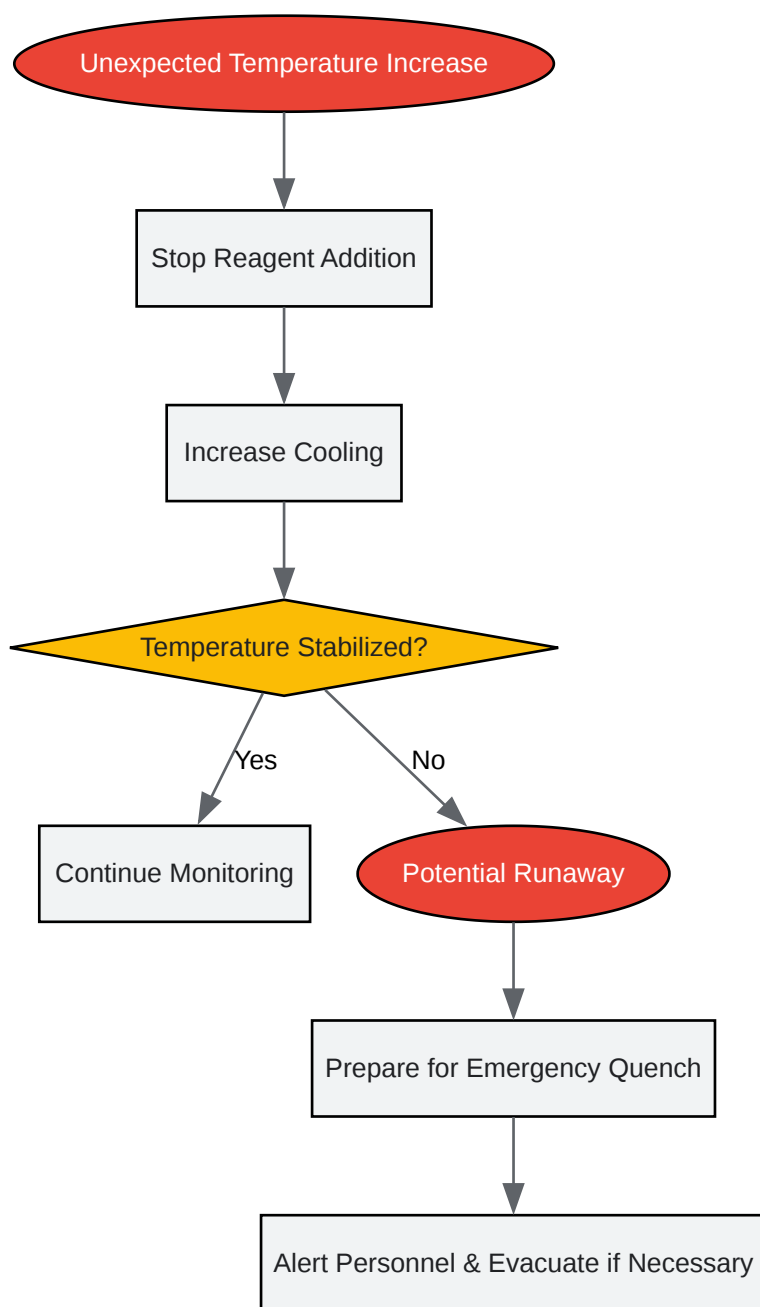 Unexpected Temperature Increase
Stop Reagent Addition
Increase Cooling
Temperature Stabilized?
Yes
No
Continue Monitoring
Potential Runaway
Prepare for Emergency Quench
Alert Personnel & Evacuate if Necessary